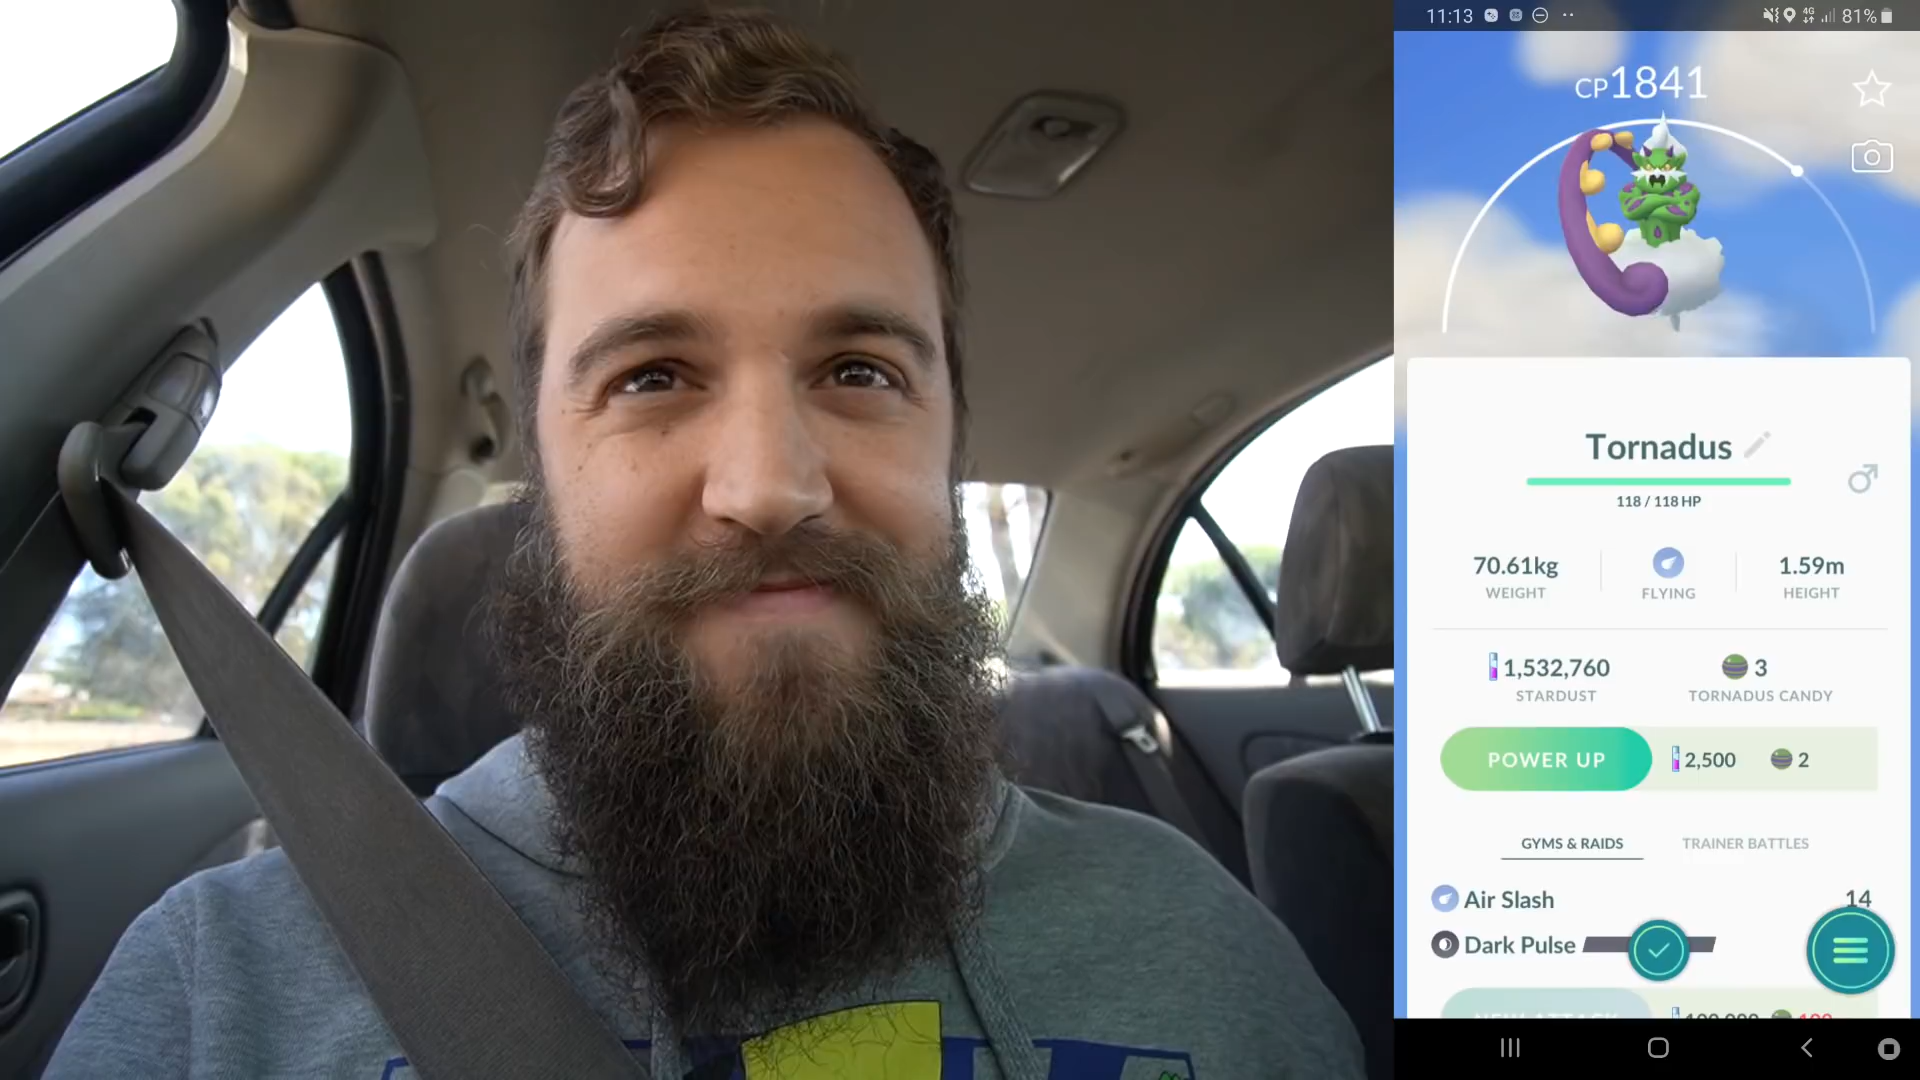 11:13
4G
81%
CP1841
Tornadus
118 / 118 HP
70.61kg
WEIGHT
FLYING
1.59m
HEIGHT
1,532,760
STARDUST
3
TORNADUS CANDY
POWER UP
2,500
2
GYMS & RAIDS
TRAINER BATTLES
Air Slash
14
Dark Pulse